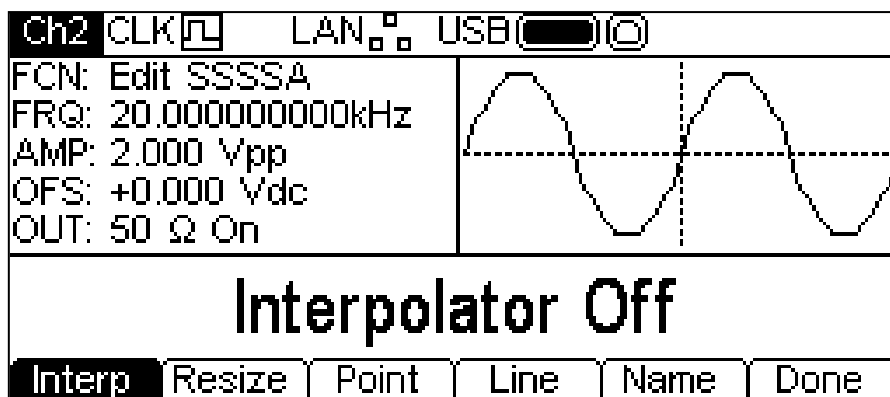 Ch2 CLK LAN USB
FCN: Edit SSSSA
FRQ: 20.000000000kHz
AMP: 2.000 Vpp
OFS: +0.000 Vdc
OUT: 50 Ω On
Interpolator Off
Interp Resize Point Line Name Done